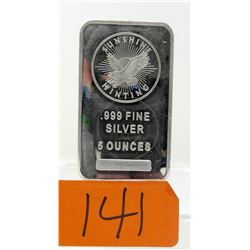 SUNSHINE
MINTING
.999 FINE
SILVER
5 OUNCES
141